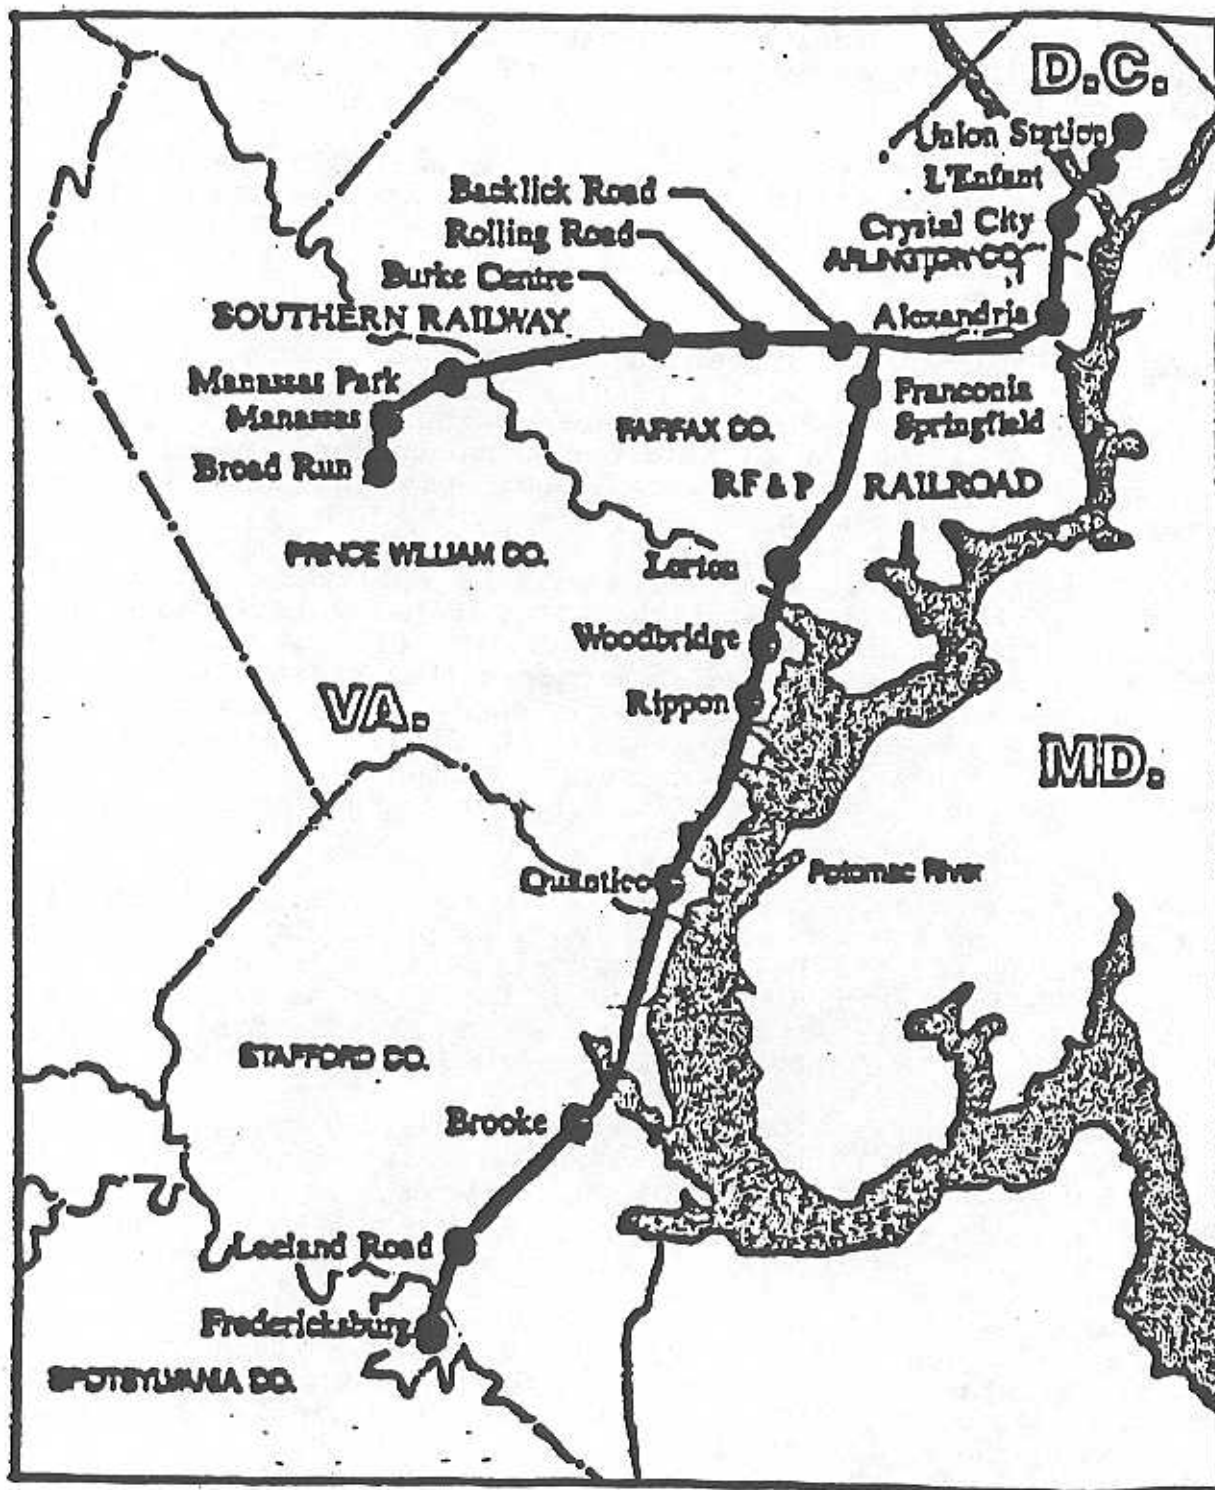 D.C.
Union Station
L'Enfant
Crystal City
ARLINGTON CO.
Backlick Road
Rolling Road
Burke Centre
SOUTHERN RAILWAY
Alexandria
Manassas Park
Manassas
Broad Run
Franconia
Springfield
FAIRFAX CO.
RF & P RAILROAD
PRINCE WILLIAM CO.
Lorton
Woodbridge
Rippon
VA.
MD.
Quantico
Potomac River
STAFFORD CO.
Brooke
Leeland Road
Fredericksburg
SPOTSYLVANIA CO.